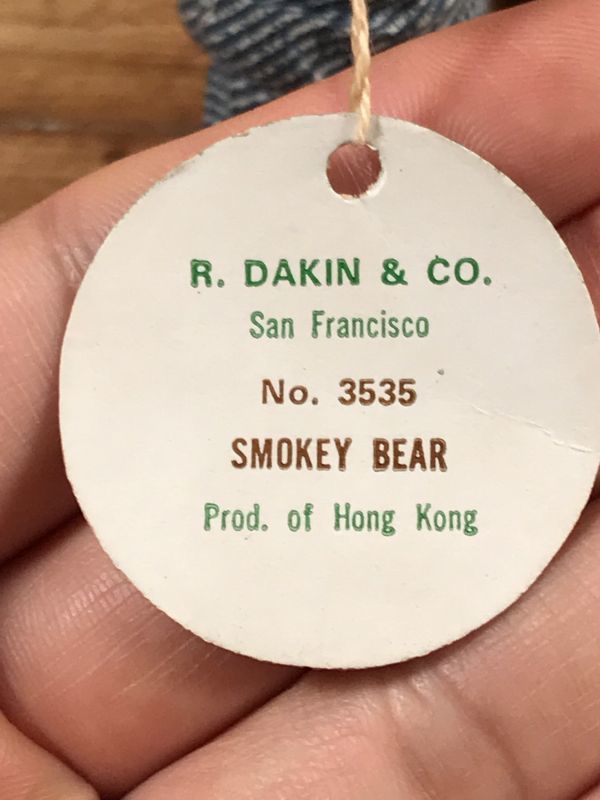 R. DAKIN & CO.
San Francisco
No. 3535
SMOKEY BEAR
Prod. of Hong Kong